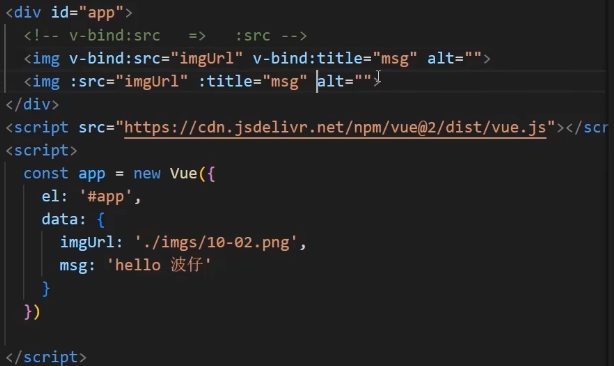 <div id="app">
<!-- v-bind:src   =>   :src -->
<img v-bind:src="imgUrl" v-bind:title="msg" alt="">
<img :src="imgUrl" :title="msg" alt="">
</div>
<script src="https://cdn.jsdelivr.net/npm/vue@2/dist/vue.js"></scr
<script>
const app = new Vue({
el: '#app',
data: {
imgUrl: './imgs/10-02.png',
msg: 'hello 波仔'
}
})
</script>